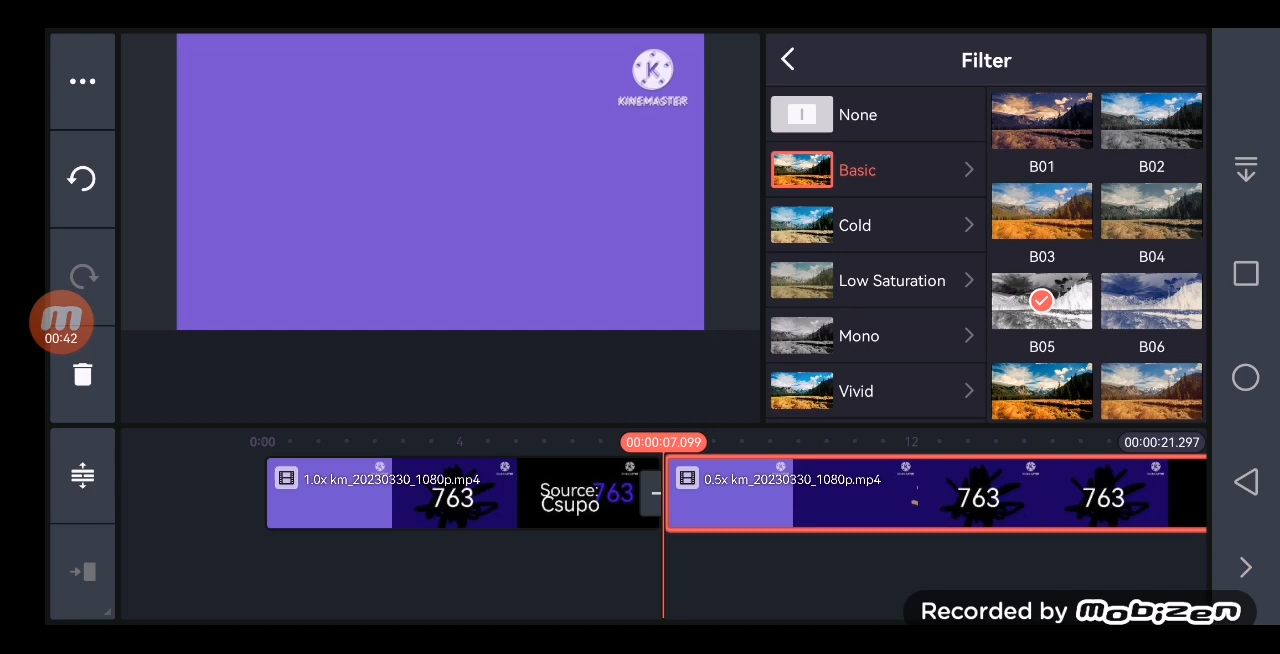 K
KINEMASTER
Filter
None
Basic
Cold
Low Saturation
Mono
Vivid
B01
B02
B03
B04
B05
B06
m
00:42
0:00
4
00:00:07.099
12
00:00:21.297
1.0x km_20230330_1080p.mp4
763
Source:
Csupo
763
0.5x km_20230330_1080p.mp4
763
763
Recorded by mobizen